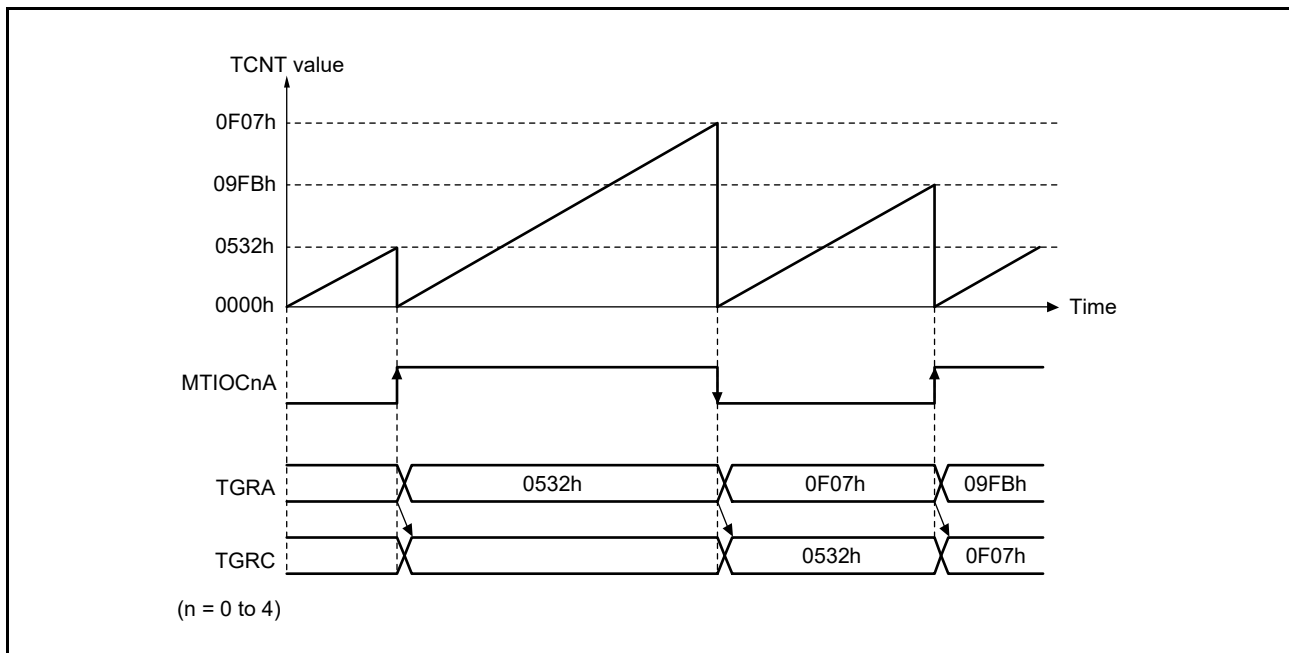 TCNT value
0F07h
09FBh
0532h
0000h
Time
MTIOCnA
TGRA 0532h 0F07h 09FBh
TGRC 0532h 0F07h
(n = 0 to 4)